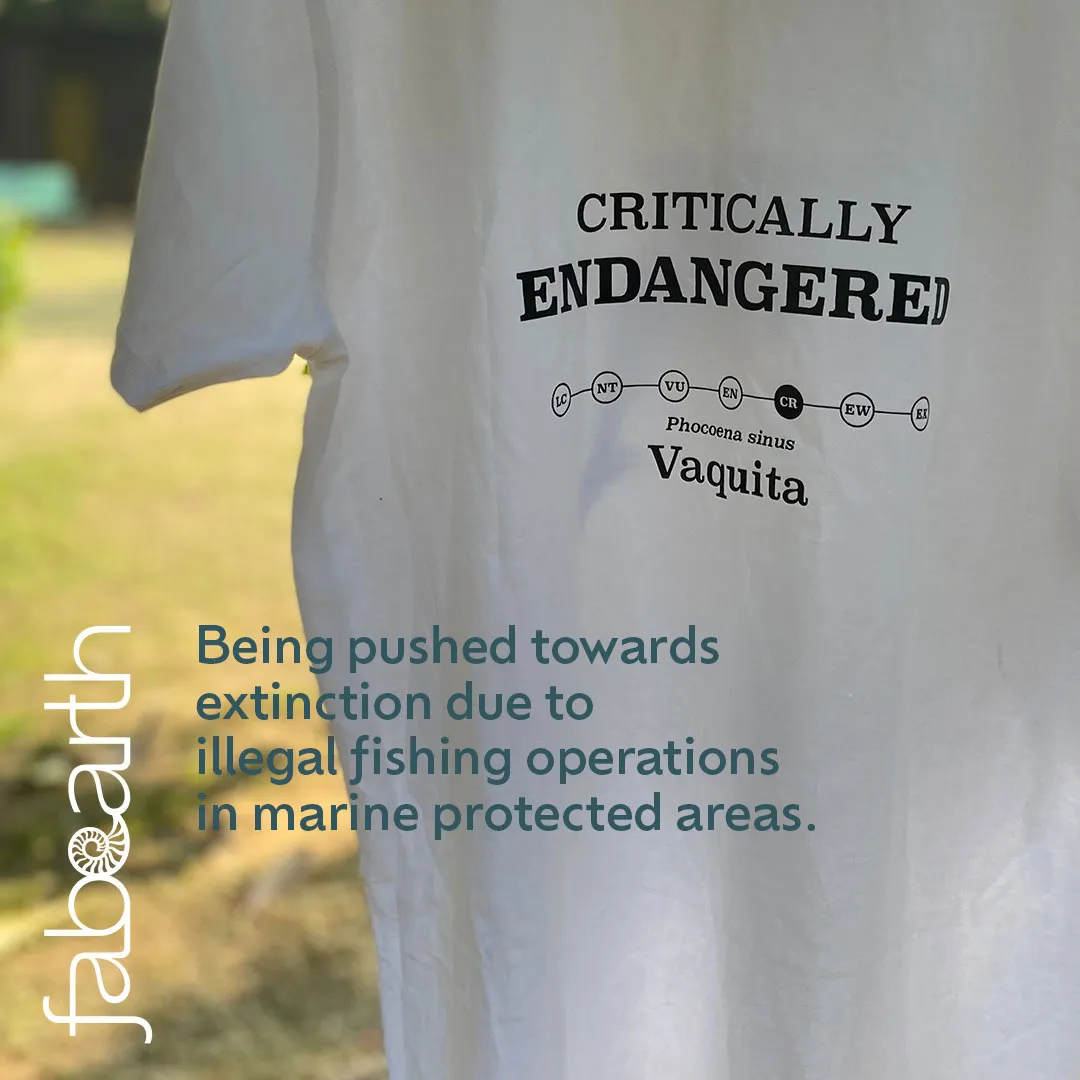 CRITICALLY
ENDANGERED
LC NT VU EN CR EW EX
Phocoena sinus
Vaquita
Being pushed towards
extinction due to
illegal fishing operations
in marine protected areas.
fabearth